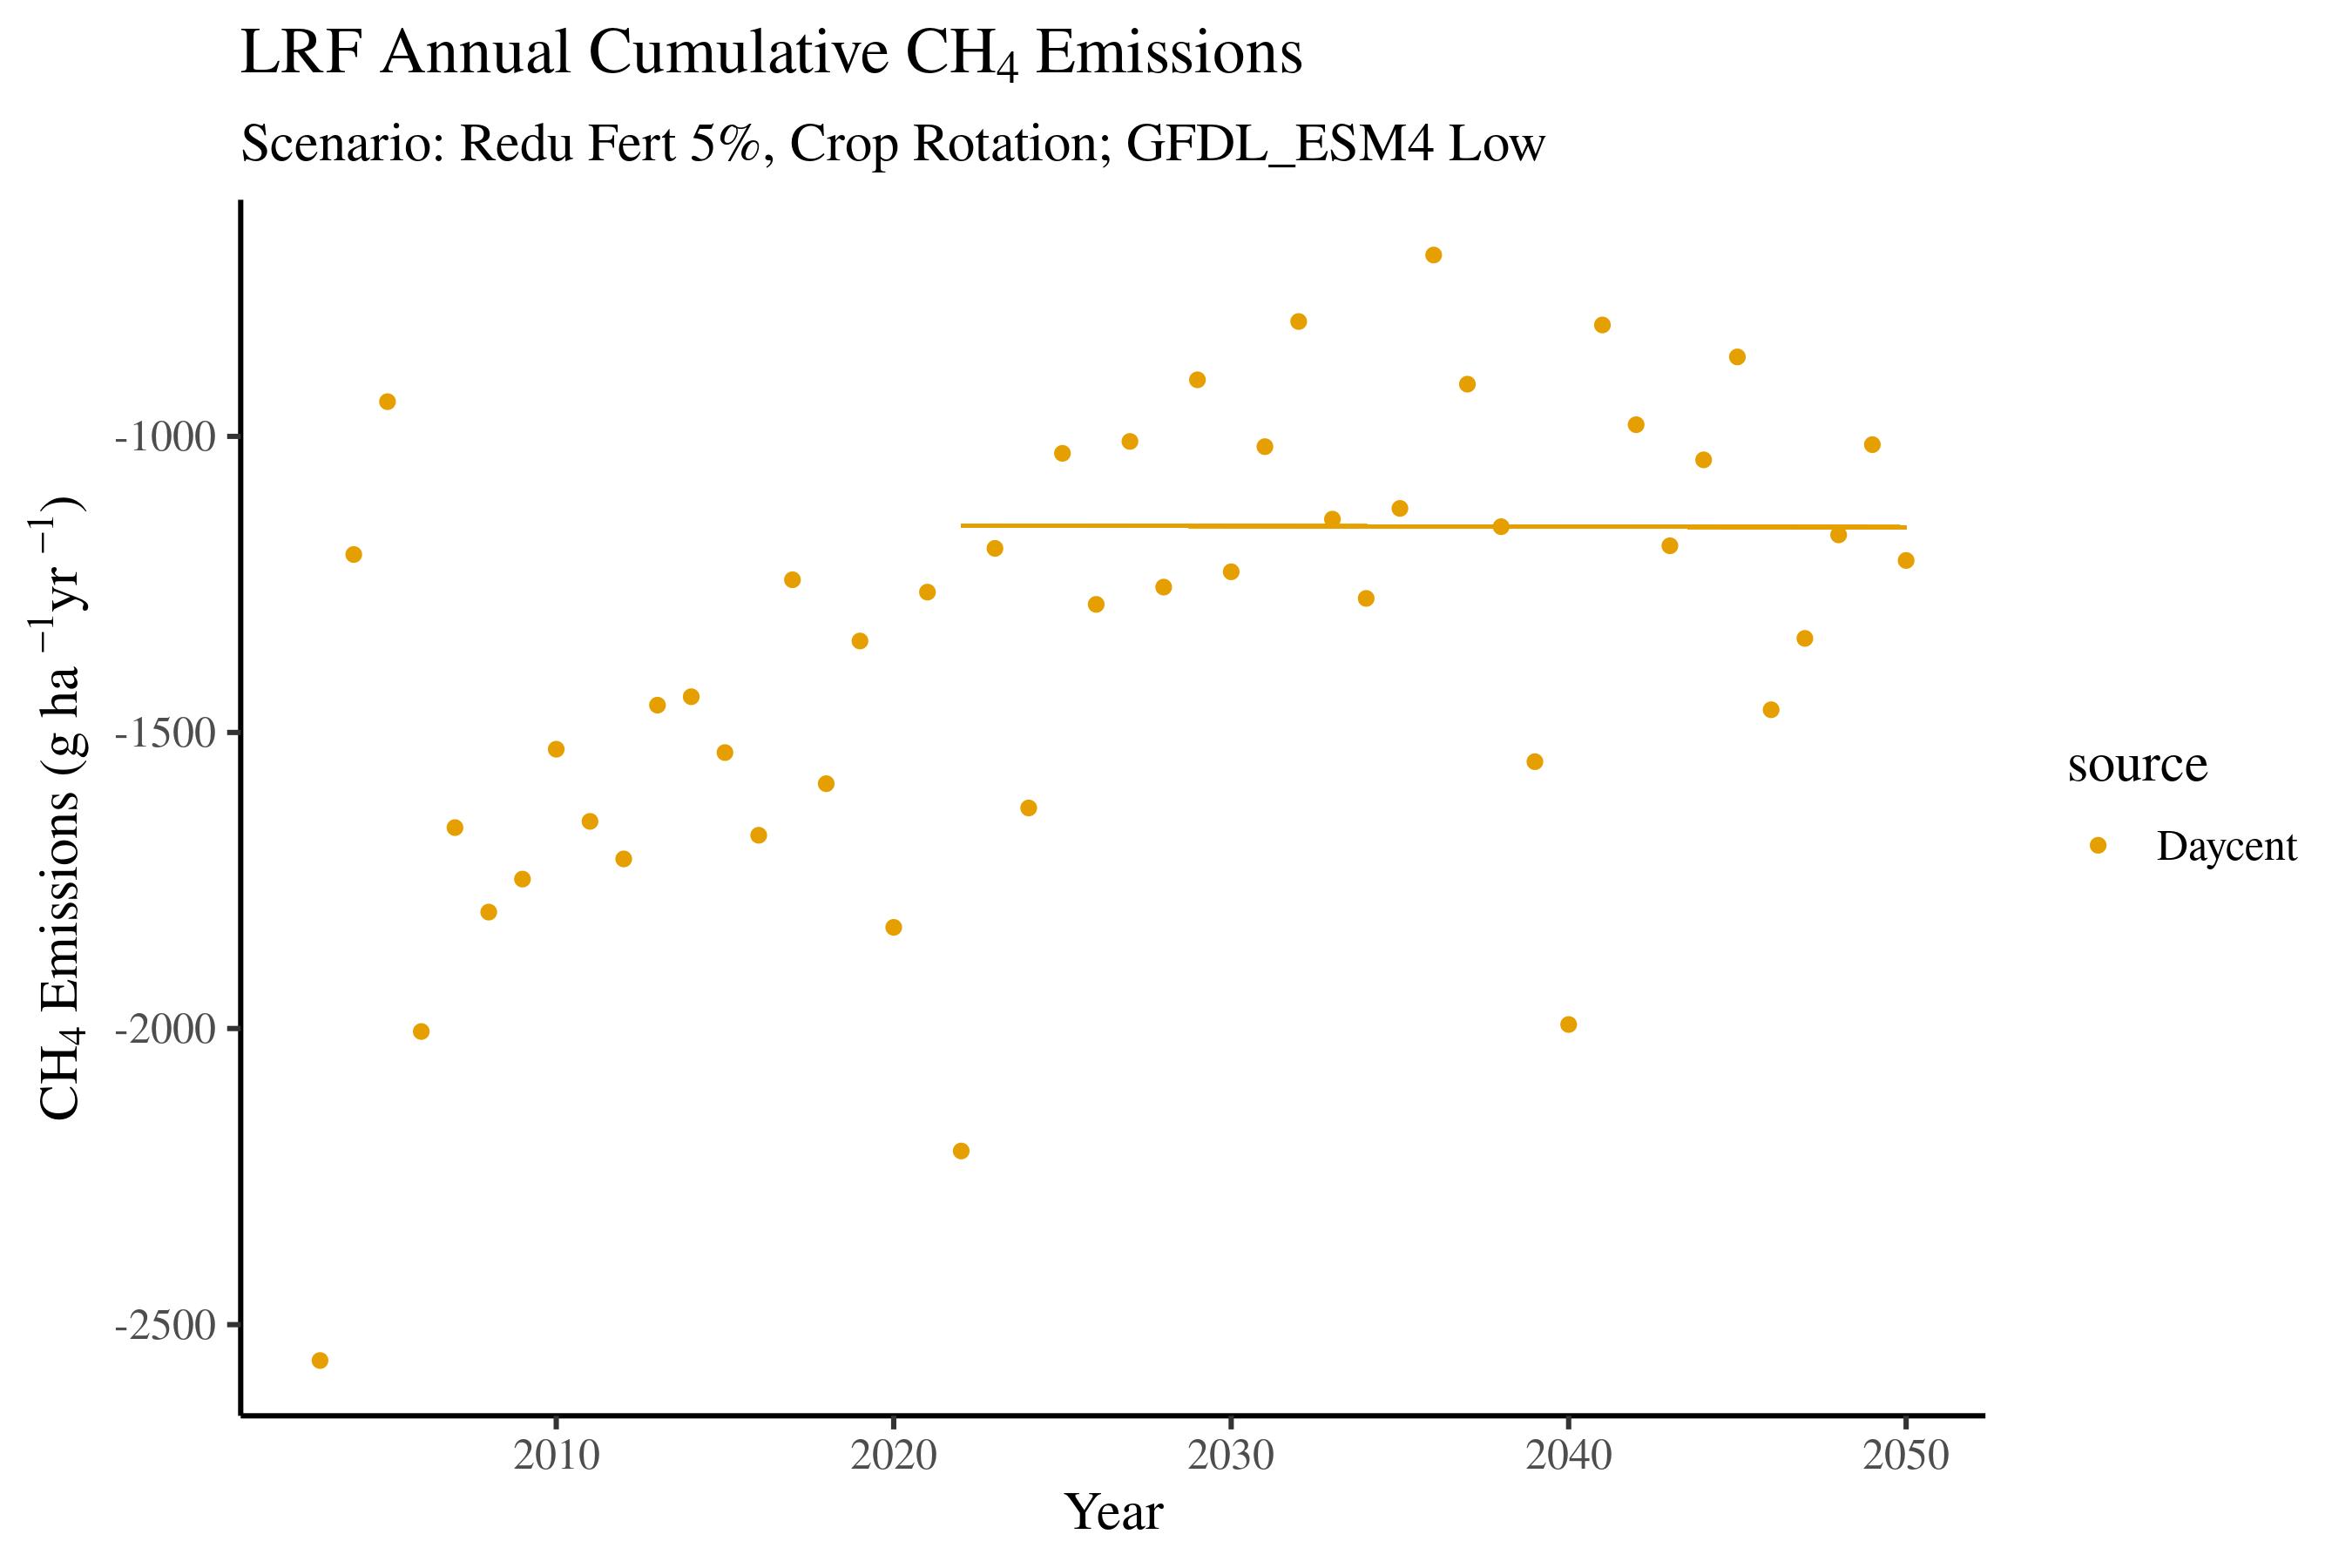 LRF Annual Cumulative CH₄ Emissions
Scenario: Redu Fert 5%, Crop Rotation; GFDL_ESM4 Low
CH₄ Emissions (g ha⁻¹yr⁻¹)
-1000
-1500
-2000
-2500
2010 2020 2030 2040 2050
Year
source
Daycent